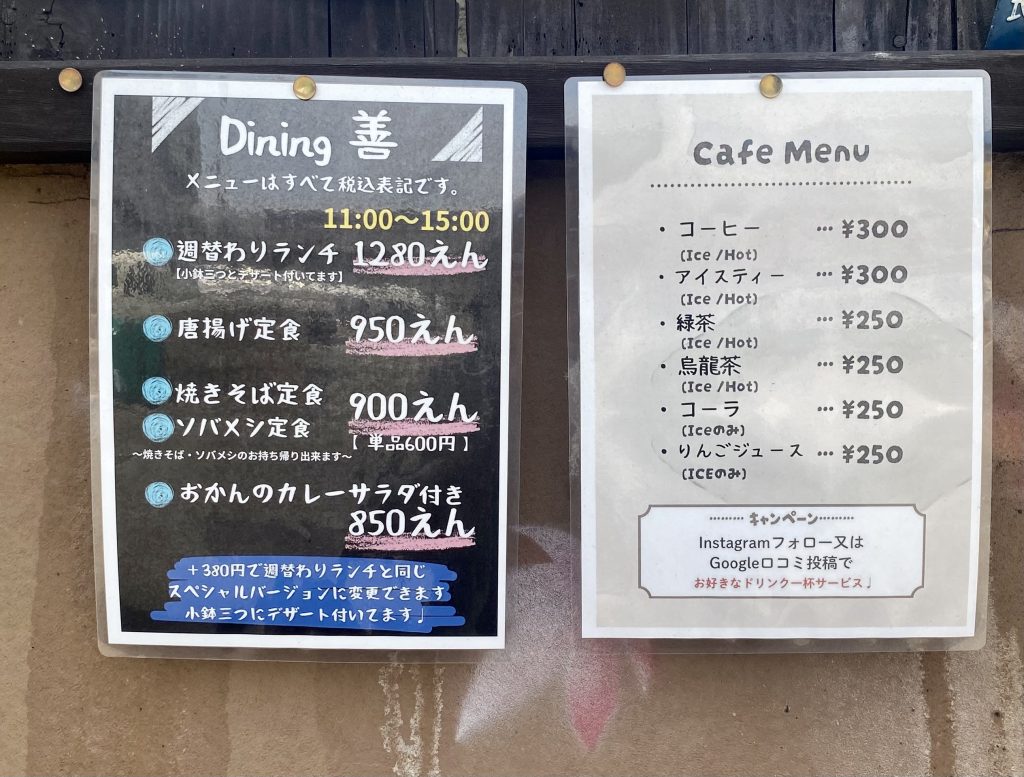 Dining 善
メニューはすべて税込表記です。
11:00〜15:00
週替わりランチ 1280えん
【小鉢三つとデザート付いてます】
唐揚げ定食 950えん
焼きそば定食
900えん
ソバメシ定食
【 単品600円 】
〜焼きそば・ソバメシのお持ち帰り出来ます〜
おかんのカレーサラダ付き
850えん
+380円で週替わりランチと同じ
スペシャルバージョンに変更できます
小鉢三つにデザート付いてます♩
Cafe Menu
・コーヒー … ¥300
(Ice /Hot)
・アイスティー … ¥300
(Ice /Hot)
・緑茶 … ¥250
(Ice /Hot)
・烏龍茶 … ¥250
(Ice /Hot)
・コーラ … ¥250
(Iceのみ)
・りんごジュース … ¥250
(ICEのみ)
………キャンペーン………
Instagramフォロー又は
Google口コミ投稿で
お好きなドリンク一杯サービス♩